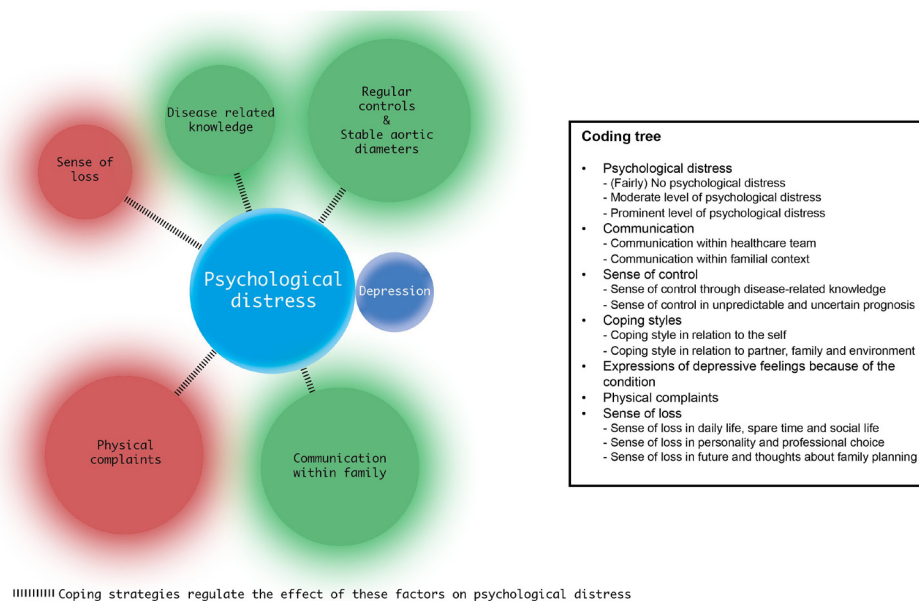 Regular
controls
&
Stable aortic
diameters
Disease related
knowledge
Sense of
loss
Psychological
distress
Depression
Physical
complaints
Communication
within family
Coping strategies regulate the effect of these factors on psychological distress
Coding tree
• Psychological distress
- (Fairly) No psychological distress
- Moderate level of psychological distress
- Prominent level of psychological distress
• Communication
- Communication within healthcare team
- Communication within familial context
• Sense of control
- Sense of control through disease-related knowledge
- Sense of control in unpredictable and uncertain prognosis
• Coping styles
- Coping style in relation to the self
- Coping style in relation to partner, family and environment
• Expressions of depressive feelings because of the
condition
• Physical complaints
• Sense of loss
- Sense of loss in daily life, spare time and social life
- Sense of loss in personality and professional choice
- Sense of loss in future and thoughts about family planning